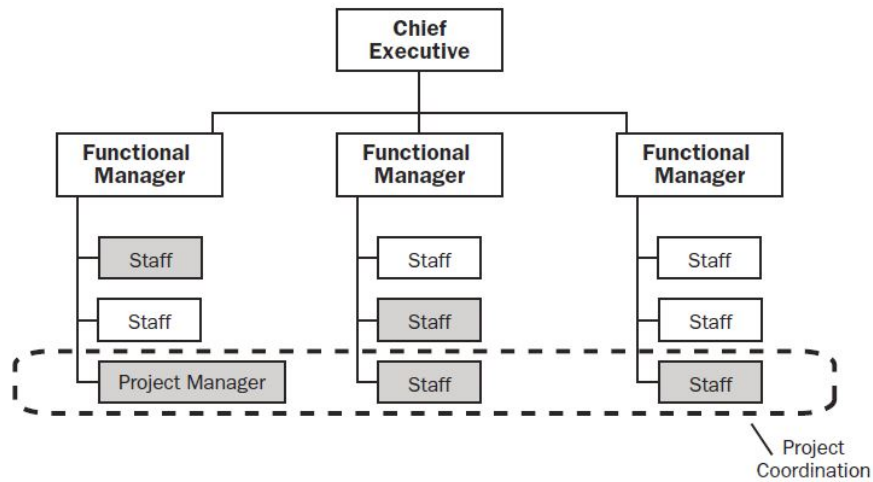 Chief
Executive
Functional
Manager
Functional
Manager
Functional
Manager
Staff
Staff
Staff
Staff
Staff
Staff
Project Manager
Staff
Staff
Project
Coordination